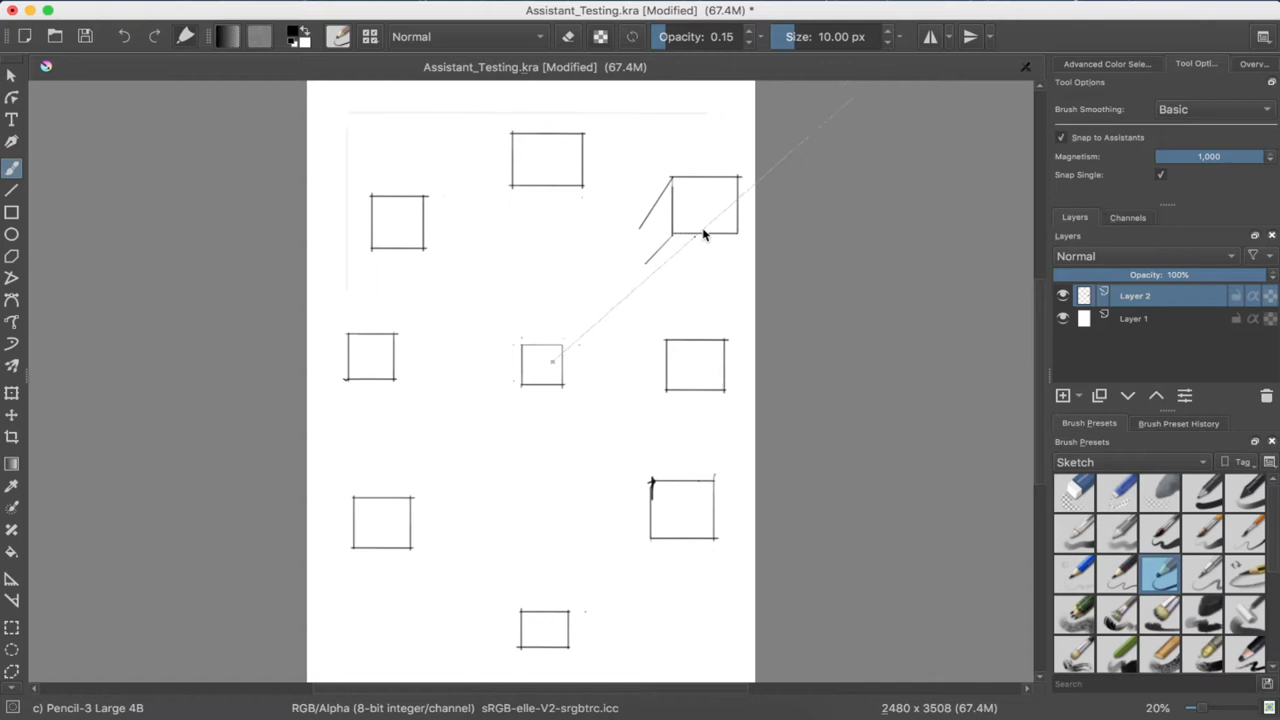 Assistant_Testing.kra [Modified] (67.4M) *
Normal
Opacity: 0.15
Size: 10.00 px
Assistant_Testing.kra [Modified] (67.4M)
Advanced Color Sele...
Tool Opti...
Overv...
Tool Options
Brush Smoothing:
Basic
Snap to Assistants
Magnetism:
1,000
Snap Single:
Layers
Channels
Layers
Normal
Opacity: 100%
Layer 2
Layer 1
Brush Presets
Brush Preset History
Brush Presets
Sketch
Tag
Search
c) Pencil-3 Large 4B
RGB/Alpha (8-bit integer/channel) sRGB-elle-V2-srgbtrc.icc
2480 x 3508 (67.4M)
20%